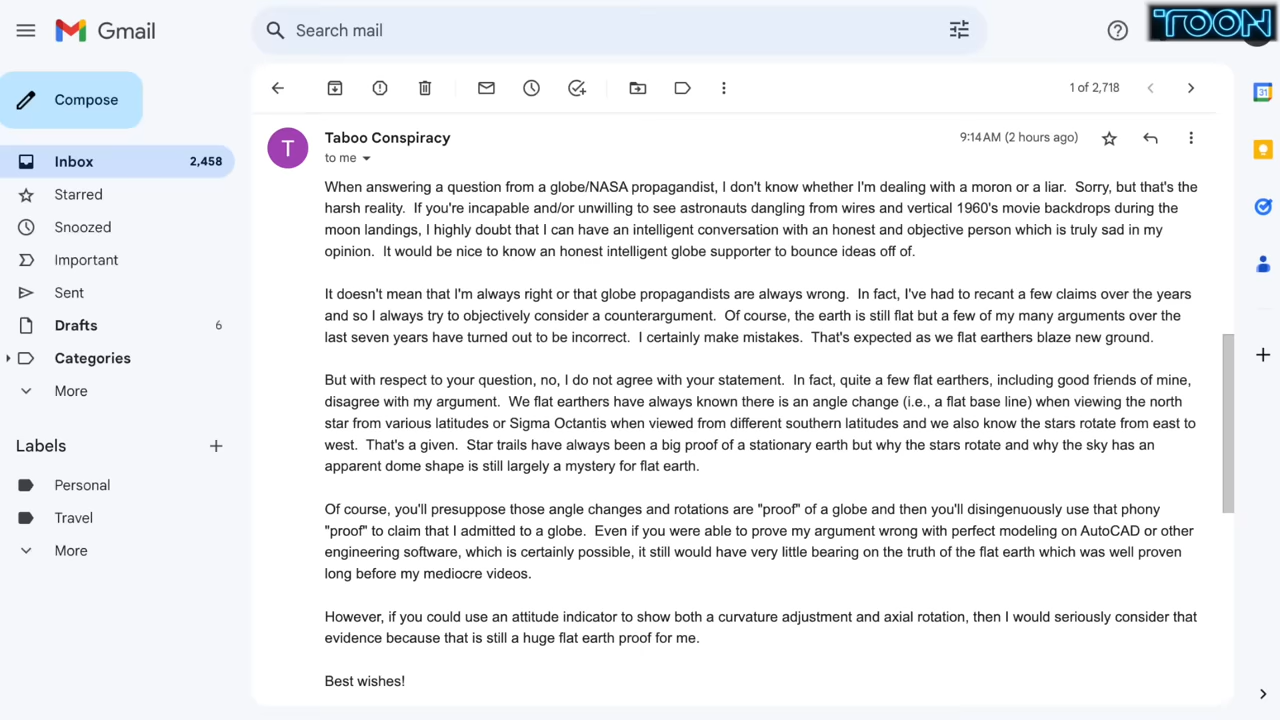 Gmail
Search mail
TOON
Compose
1 of 2,718
31
Inbox 2,458
Starred
Snoozed
Important
Sent
Drafts 6
Categories
More
Labels
Personal
Travel
More
T
Taboo Conspiracy
9:14 AM (2 hours ago)
to me
When answering a question from a globe/NASA propagandist, I don't know whether I'm dealing with a moron or a liar. Sorry, but that's the
harsh reality. If you're incapable and/or unwilling to see astronauts dangling from wires and vertical 1960's movie backdrops during the
moon landings, I highly doubt that I can have an intelligent conversation with an honest and objective person which is truly sad in my
opinion. It would be nice to know an honest intelligent globe supporter to bounce ideas off of.
It doesn't mean that I'm always right or that globe propagandists are always wrong. In fact, I've had to recant a few claims over the years
and so I always try to objectively consider a counterargument. Of course, the earth is still flat but a few of my many arguments over the
last seven years have turned out to be incorrect. I certainly make mistakes. That's expected as we flat earthers blaze new ground.
But with respect to your question, no, I do not agree with your statement. In fact, quite a few flat earthers, including good friends of mine,
disagree with my argument. We flat earthers have always known there is an angle change (i.e., a flat base line) when viewing the north
star from various latitudes or Sigma Octantis when viewed from different southern latitudes and we also know the stars rotate from east to
west. That's a given. Star trails have always been a big proof of a stationary earth but why the stars rotate and why the sky has an
apparent dome shape is still largely a mystery for flat earth.
Of course, you'll presuppose those angle changes and rotations are "proof" of a globe and then you'll disingenuously use that phony
"proof" to claim that I admitted to a globe. Even if you were able to prove my argument wrong with perfect modeling on AutoCAD or other
engineering software, which is certainly possible, it still would have very little bearing on the truth of the flat earth which was well proven
long before my mediocre videos.
However, if you could use an attitude indicator to show both a curvature adjustment and axial rotation, then I would seriously consider that
evidence because that is still a huge flat earth proof for me.
Best wishes!